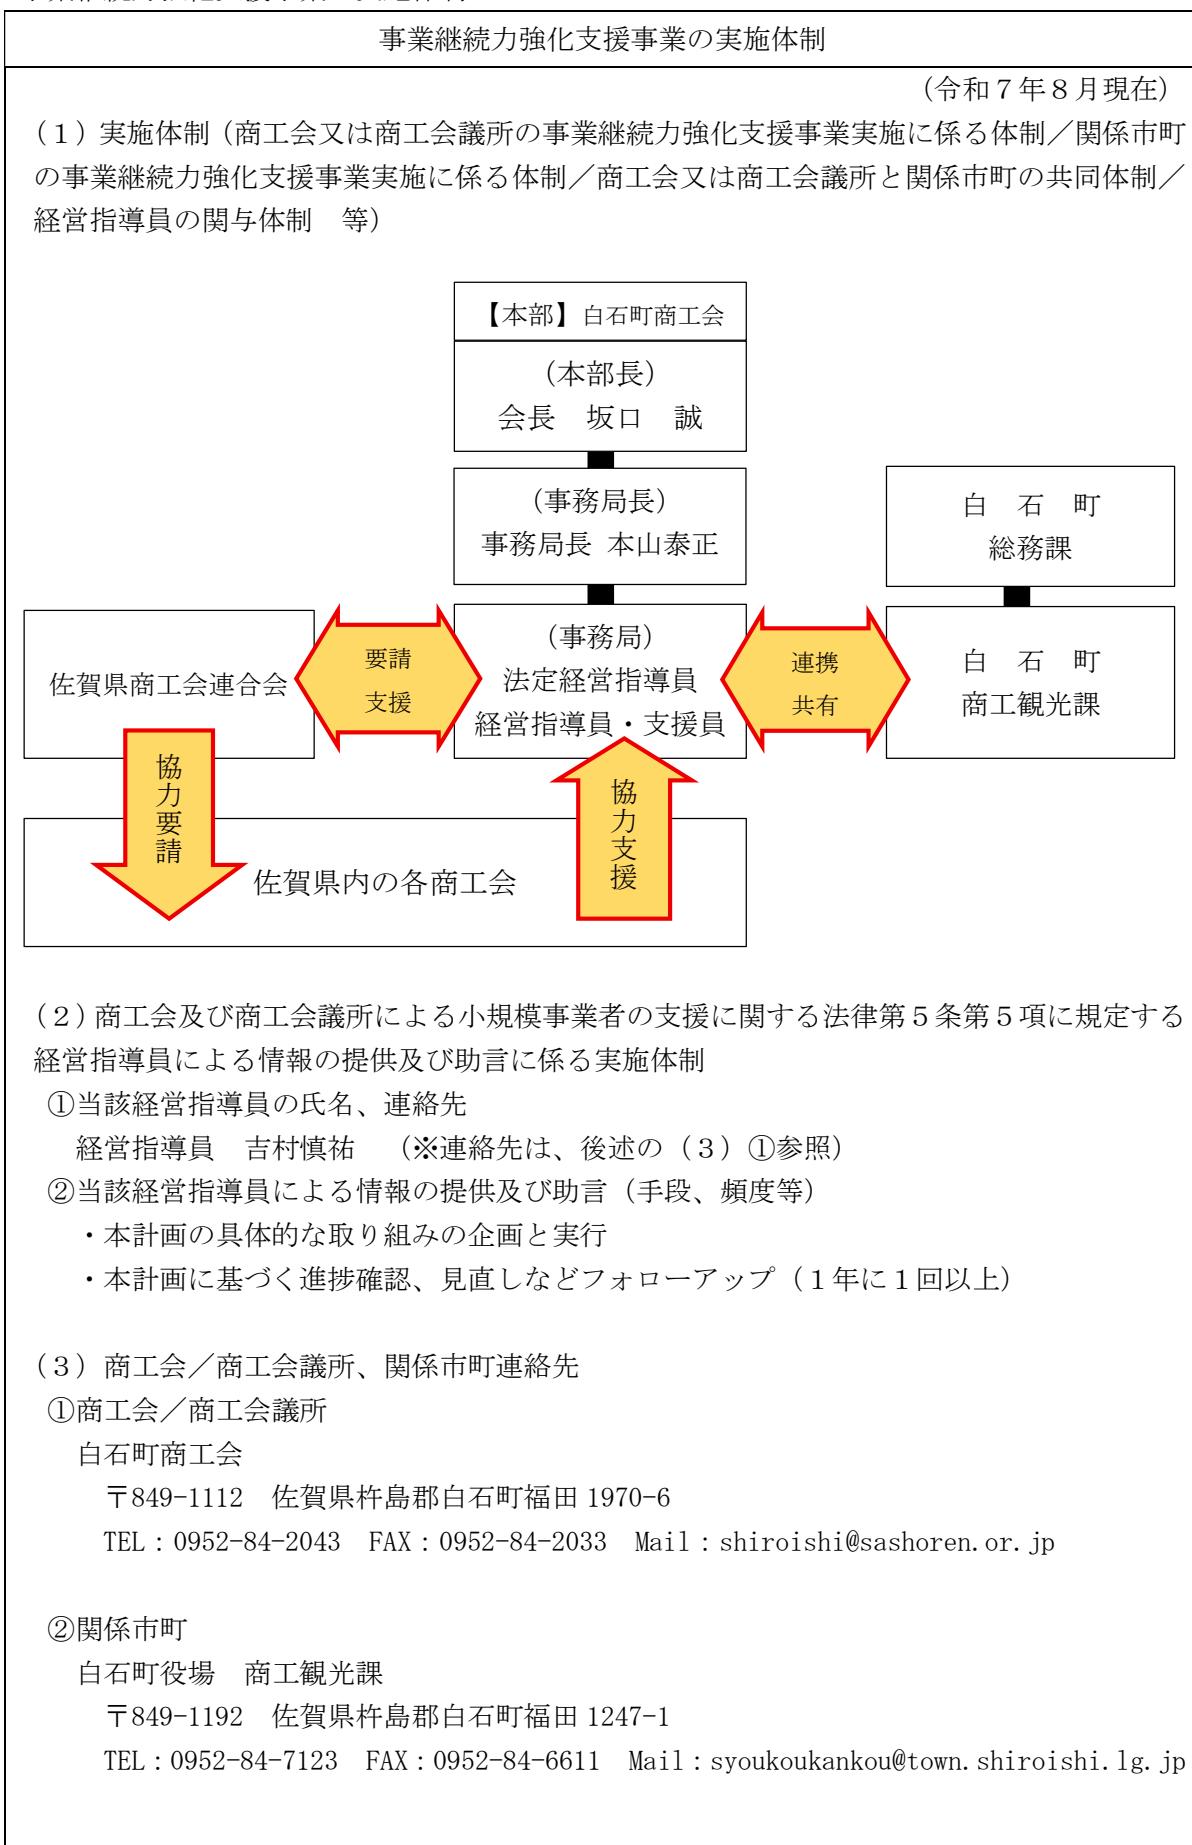 事業継続力強化支援事業の実施体制
（令和７年８月現在）
（１）実施体制（商工会又は商工会議所の事業継続力強化支援事業実施に係る体制／関係市町
の事業継続力強化支援事業実施に係る体制／商工会又は商工会議所と関係市町の共同体制／
経営指導員の関与体制　等）
【本部】白石町商工会
（本部長）
会長　坂口　誠
（事務局長）
事務局長 本山泰正
白　石　町
総務課
佐賀県商工会連合会
要請
支援
（事務局）
法定経営指導員
経営指導員・支援員
連携
共有
白　石　町
商工観光課
協力要請
協力支援
佐賀県内の各商工会
（２）商工会及び商工会議所による小規模事業者の支援に関する法律第５条第５項に規定する
経営指導員による情報の提供及び助言に係る実施体制
①当該経営指導員の氏名、連絡先
経営指導員　吉村慎祐　（※連絡先は、後述の（３）①参照）
②当該経営指導員による情報の提供及び助言（手段、頻度等）
・本計画の具体的な取り組みの企画と実行
・本計画に基づく進捗確認、見直しなどフォローアップ（１年に１回以上）
（３）商工会／商工会議所、関係市町連絡先
①商工会／商工会議所
白石町商工会
〒849-1112　佐賀県杵島郡白石町福田 1970-6
TEL：0952-84-2043　FAX：0952-84-2033　Mail：shiroishi@sashoren.or.jp
②関係市町
白石町役場　商工観光課
〒849-1192　佐賀県杵島郡白石町福田 1247-1
TEL：0952-84-7123　FAX：0952-84-6611　Mail：syoukoukankou@town.shiroishi.lg.jp